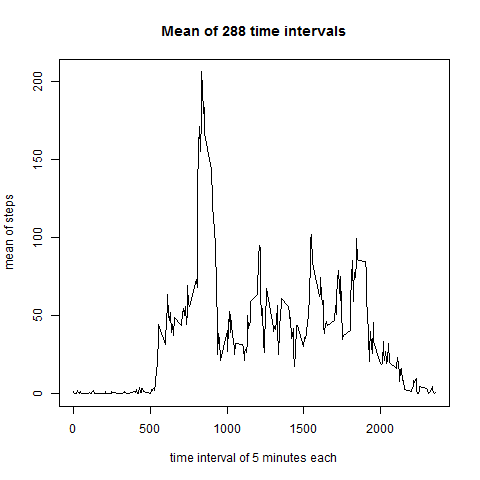 Mean of 288 time intervals
mean of steps
200
150
100
50
0
0 500 1000 1500 2000
time interval of 5 minutes each